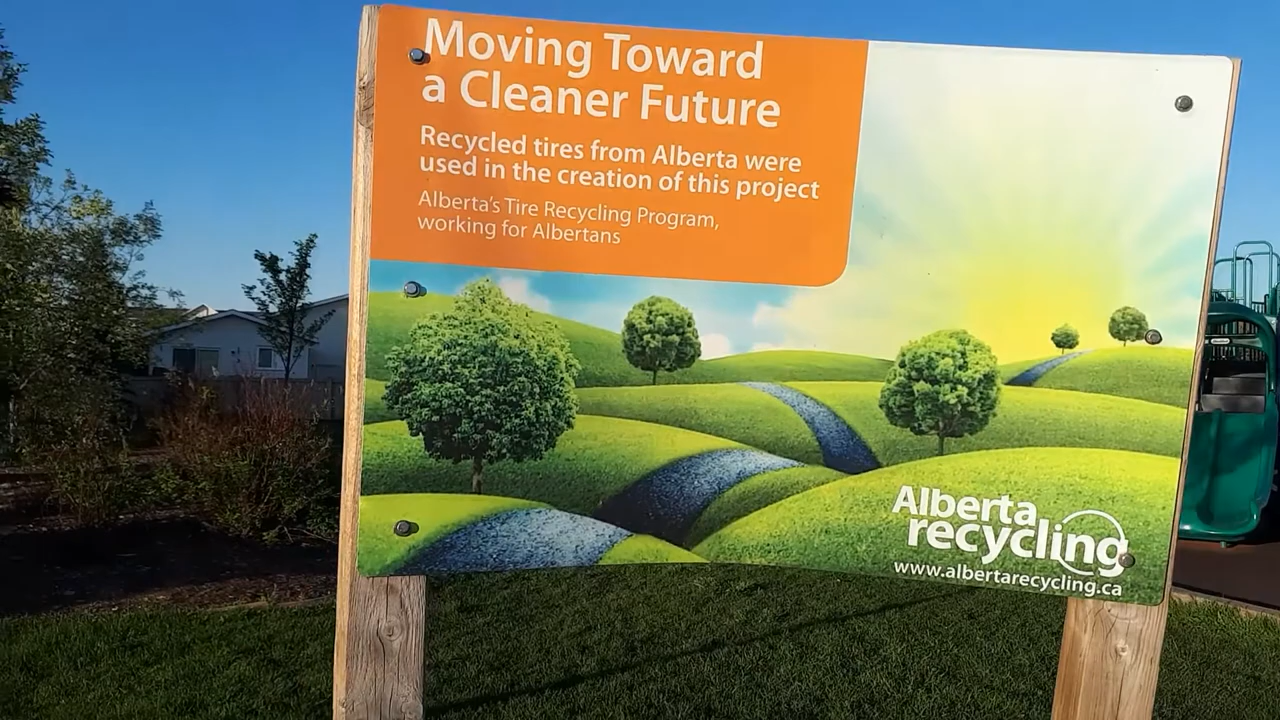 Moving Toward
a Cleaner Future
Recycled tires from Alberta were
used in the creation of this project
Alberta's Tire Recycling Program,
working for Albertans
Alberta
recycling
www.albertarecycling.ca